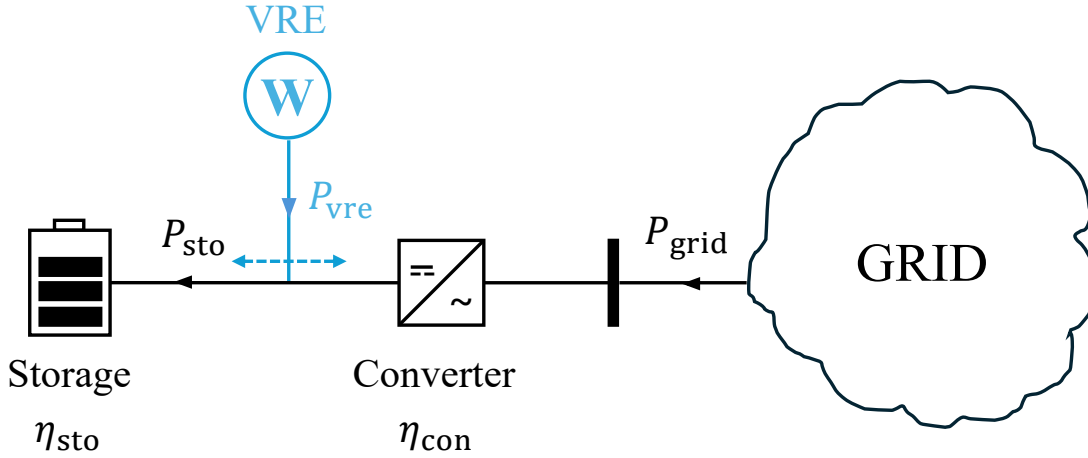 VRE
W
P_vre
P_sto
P_grid
GRID
~
Storage
Converter
η_sto
η_con